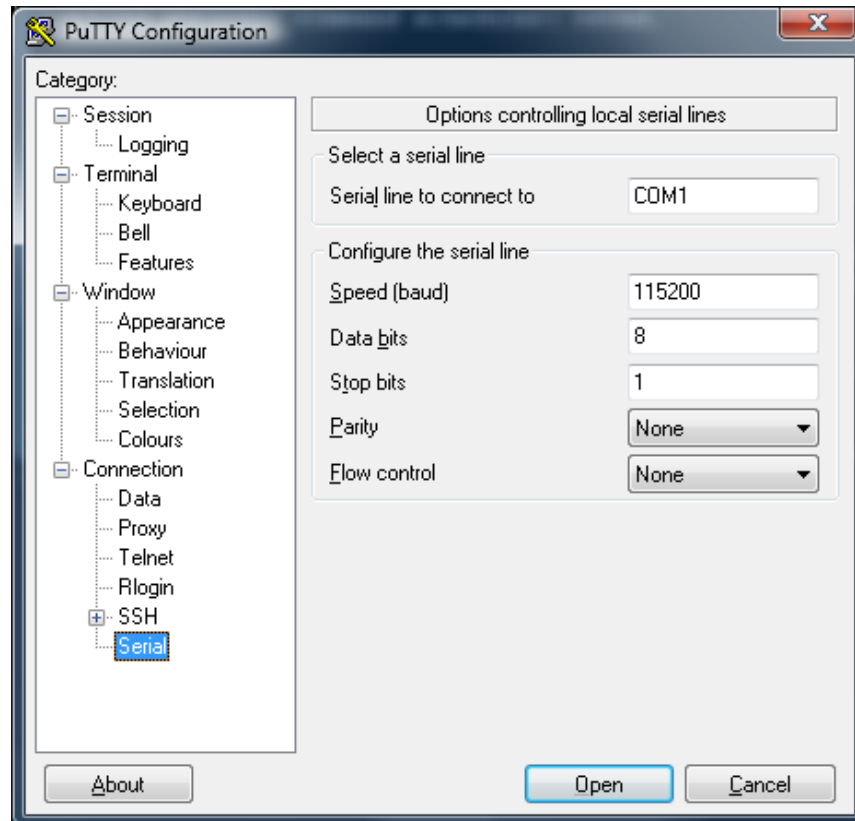 PuTTY Configuration
Category:
Session
Logging
Terminal
Keyboard
Bell
Features
Window
Appearance
Behaviour
Translation
Selection
Colours
Connection
Data
Proxy
Telnet
Rlogin
SSH
Serial
Options controlling local serial lines
Select a serial line
Serial line to connect to COM1
Configure the serial line
Speed (baud) 115200
Data bits 8
Stop bits 1
Parity None
Flow control None
About Open Cancel